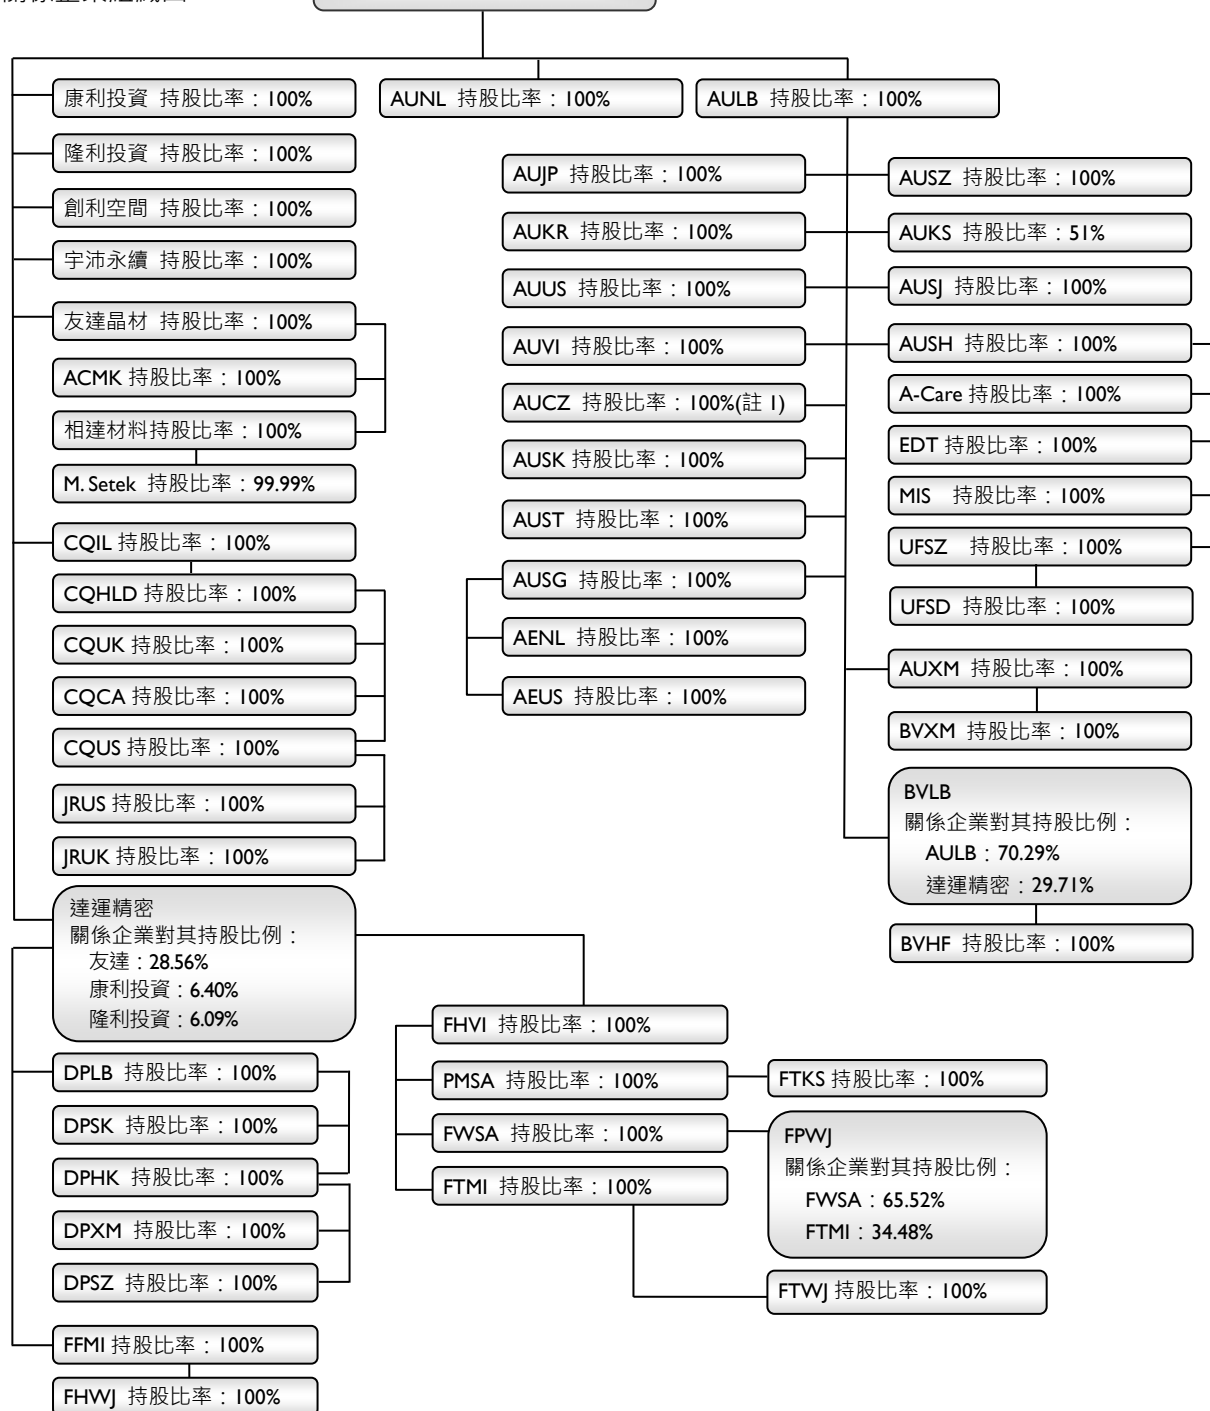 康利投資 持股比率：100%
隆利投資 持股比率：100%
創利空間 持股比率：100%
宇沛永續 持股比率：100%
友達晶材 持股比率：100%
ACMK 持股比率：100%
相達材料持股比率：100%
M. Setek 持股比率：99.99%
CQIL 持股比率：100%
CQHLD 持股比率：100%
CQUK 持股比率：100%
CQCA 持股比率：100%
CQUS 持股比率：100%
JRUS 持股比率：100%
JRUK 持股比率：100%
達運精密
關係企業對其持股比例：
友達：28.56%
康利投資：6.40%
隆利投資：6.09%
DPLB 持股比率：100%
DPSK 持股比率：100%
DPHK 持股比率：100%
DPXM 持股比率：100%
DPSZ 持股比率：100%
FFMI 持股比率：100%
FHWJ 持股比率：100%
AUNL 持股比率：100%
AULB 持股比率：100%
AUJP 持股比率：100%
AUKR 持股比率：100%
AUUS 持股比率：100%
AUVI 持股比率：100%
AUCZ 持股比率：100%(註 1)
AUSK 持股比率：100%
AUST 持股比率：100%
AUSG 持股比率：100%
AENL 持股比率：100%
AEUS 持股比率：100%
AUSZ 持股比率：100%
AUKS 持股比率：51%
AUSJ 持股比率：100%
AUSH 持股比率：100%
A-Care 持股比率：100%
EDT 持股比率：100%
MIS 持股比率：100%
UFSZ 持股比率：100%
UFSD 持股比率：100%
AUXM 持股比率：100%
BVXM 持股比率：100%
BVLB
關係企業對其持股比例：
AULB：70.29%
達運精密：29.71%
BVHF 持股比率：100%
FHVI 持股比率：100%
PMSA 持股比率：100%
FWSA 持股比率：100%
FTMI 持股比率：100%
FTKS 持股比率：100%
FPWJ
關係企業對其持股比例：
FWSA：65.52%
FTMI：34.48%
FTWJ 持股比率：100%